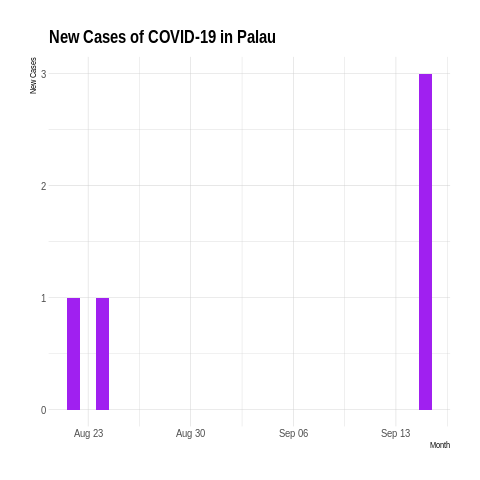 New Cases of COVID-19 in Palau
New Cases
3
2
1
0
Aug 23 Aug 30 Sep 06 Sep 13
Month